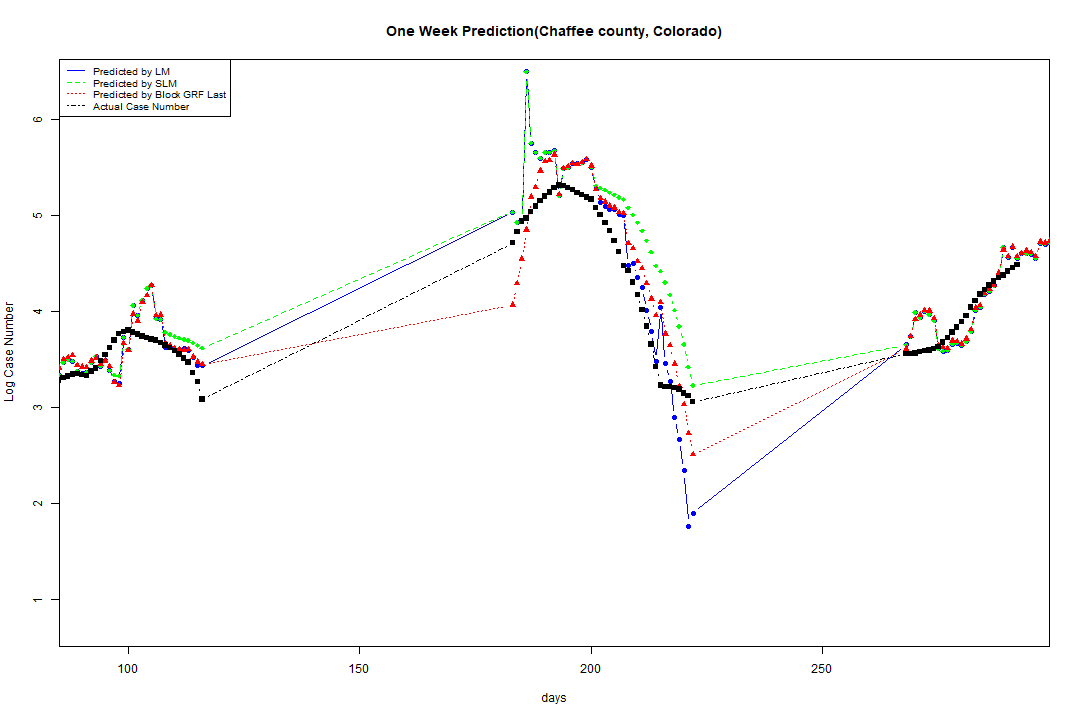 One Week Prediction(Chaffee county, Colorado)
Predicted by LM
Predicted by SLM
Predicted by Block GRF Last
Actual Case Number
Log Case Number
6
5
4
3
2
1
100
150
200
250
days